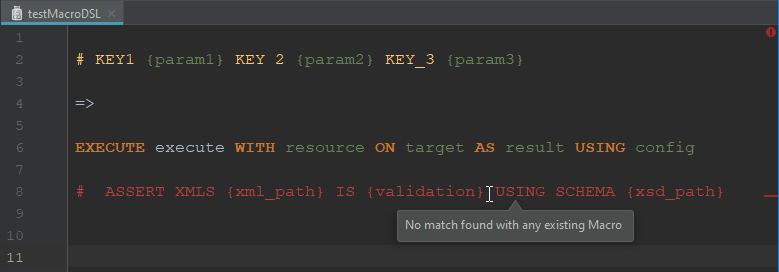 testMacroDSL
1
2 # KEY1 {param1} KEY 2 {param2} KEY_3 {param3}
3
4 =>
5
6 EXECUTE execute WITH resource ON target AS result USING config
7
8 # ASSERT XMLS {xml_path} IS {validation} USING SCHEMA {xsd_path}
9
No match found with any existing Macro
10
11